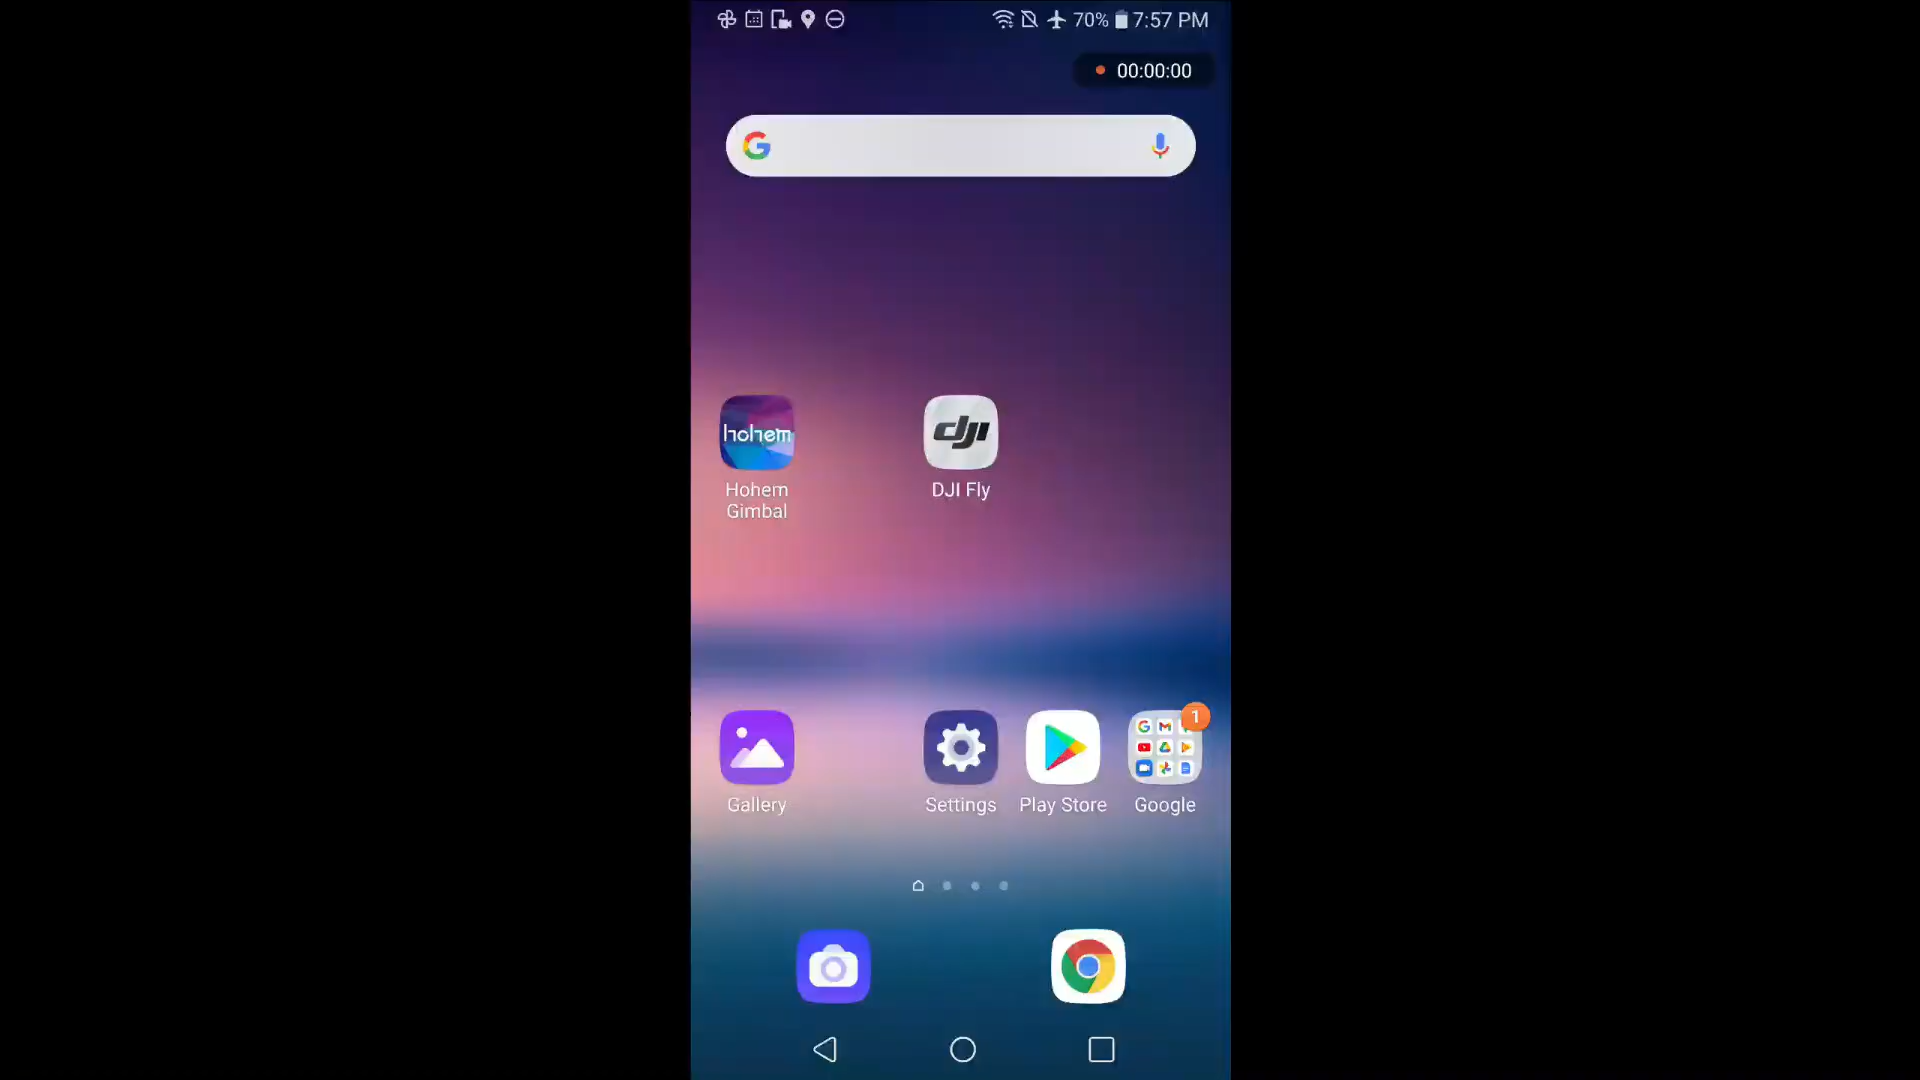 70% 7:57 PM
00:00:00
hohem
dji
Hohem
Gimbal
DJI Fly
1
Gallery
Settings
Play Store
Google